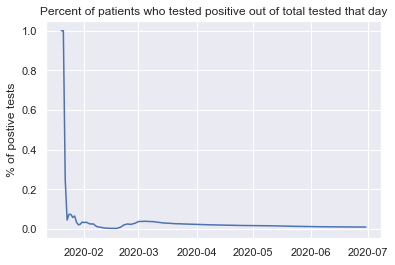 Percent of patients who tested positive out of total tested that day
1.0
0.8
0.6
0.4
0.2
0.0
% of postive tests
2020-02 2020-03 2020-04 2020-05 2020-06 2020-07